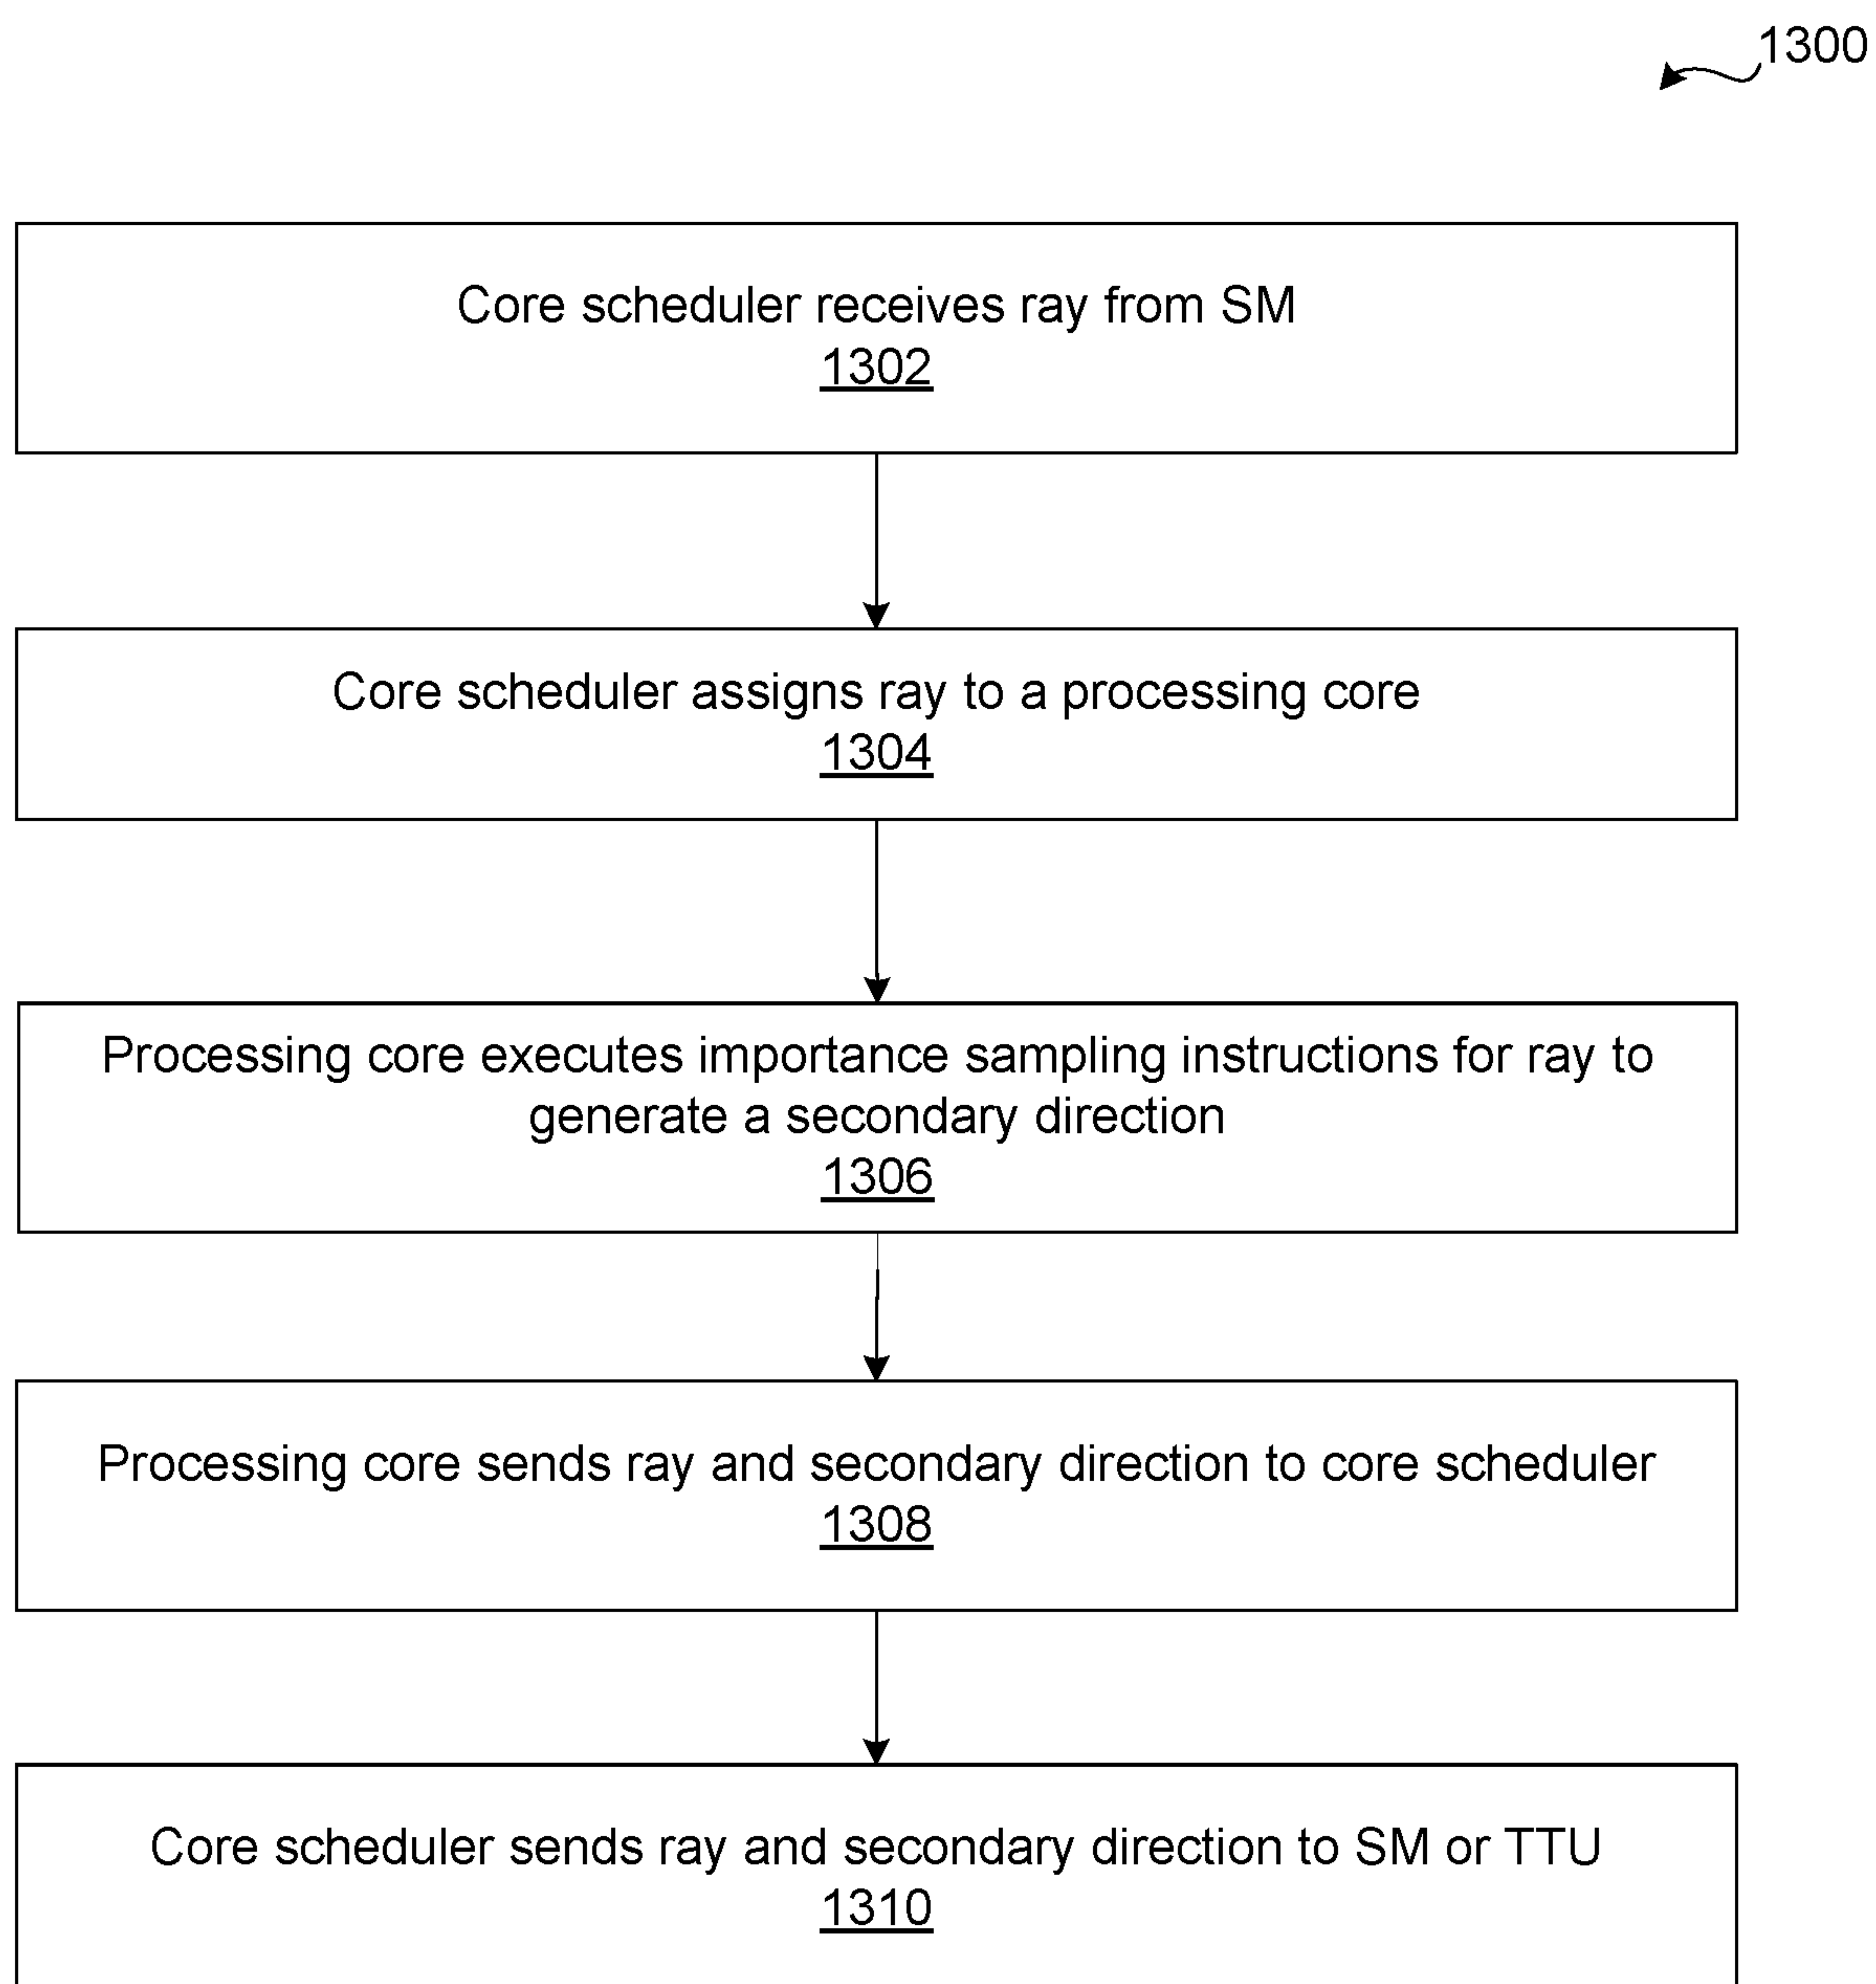 1300
Core scheduler receives ray from SM
1302
Core scheduler assigns ray to a processing core
1304
Processing core executes importance sampling instructions for ray to
generate a secondary direction
1306
Processing core sends ray and secondary direction to core scheduler
1308
Core scheduler sends ray and secondary direction to SM or TTU
1310